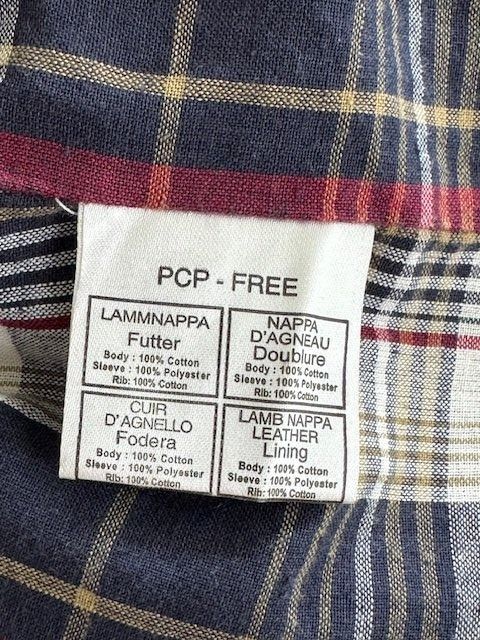 PCP - FREE
LAMMNAPPA
Futter
Body : 100% Cotton
Sleeve : 100% Polyester
Rib: 100% Cotton
NAPPA
D'AGNEAU
Doublure
Body : 100% Cotton
Sleeve : 100% Polyester
Rib: 100% Cotton
CUIR
D'AGNELLO
Fodera
Body : 100% Cotton
Sleeve : 100% Polyester
Rib: 100% Cotton
LAMB NAPPA
LEATHER
Lining
Body : 100% Cotton
Sleeve : 100% Polyester
Rib: 100% Cotton